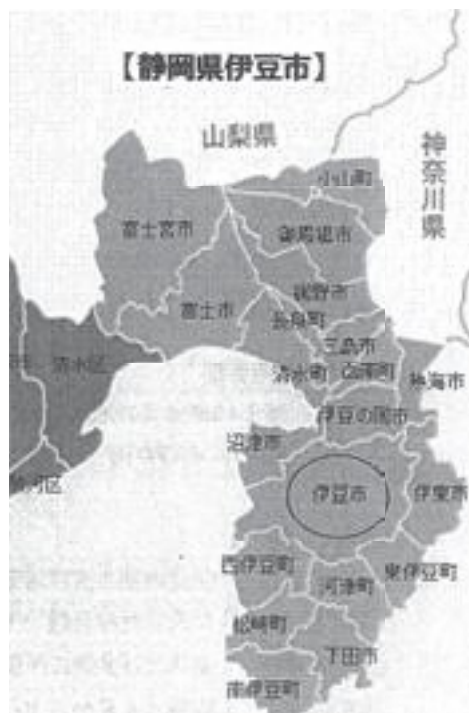 【静岡県伊豆市】
山梨県
神奈川県
小山町
富士宮市
御殿場市
裾野市
富士市
長泉町
三島市
清水区
清水町
函南町
熱海市
伊豆の国市
沼津市
伊豆市
伊東市
西伊豆町
河津町
東伊豆町
松崎町
下田市
南伊豆町